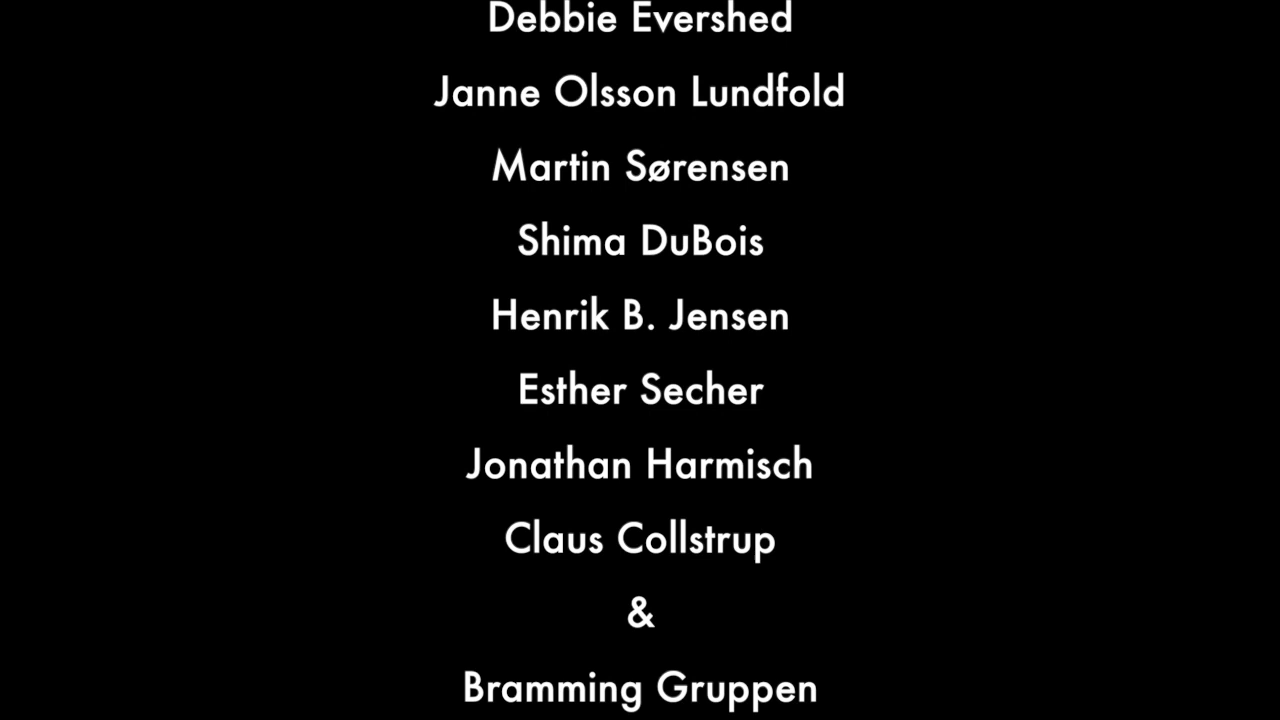 Debbie Evershed
Janne Olsson Lundfold
Martin Sørensen
Shima DuBois
Henrik B. Jensen
Esther Secher
Jonathan Harmisch
Claus Collstrup
&
Bramming Gruppen